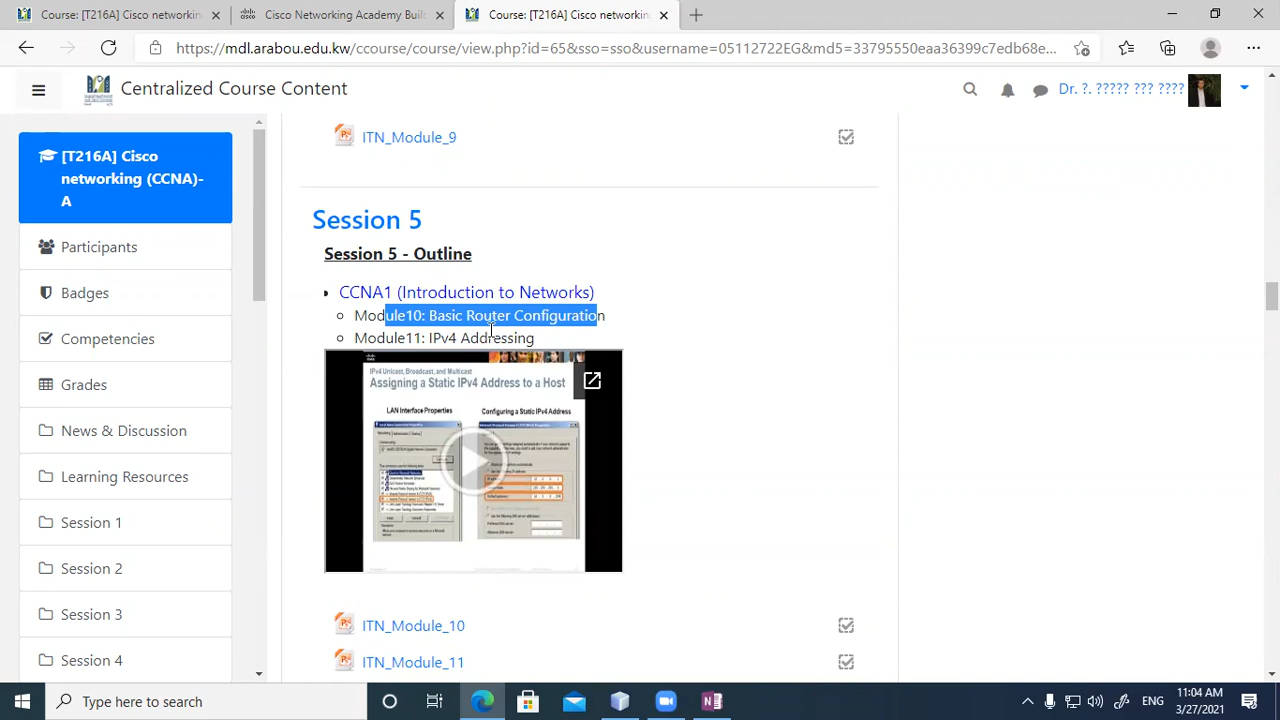 Course: [T216A] Cisco networkin
Cisco Networking Academy builds
Course: [T216A] Cisco networkin
https://mdl.arabou.edu.kw/ccourse/course/view.php?id=65&sso=sso&username=05112722EG&md5=33795550eaa36399c7edb68e...
Centralized Course Content
Dr. ?. ????? ??? ????
[T216A] Cisco
networking (CCNA)-
A
Participants
Badges
Competencies
Grades
News & Discussion
Learning Resources
Session 1
Session 2
Session 3
Session 4
ITN_Module_9
Session 5
Session 5 - Outline
CCNA1 (Introduction to Networks)
Module10: Basic Router Configuration
Module11: IPv4 Addressing
IPv4 Unicast, Broadcast, and Multicast
Assigning a Static IPv4 Address to a Host
LAN Interface Properties
Configuring a Static IPv4 Address
ITN_Module_10
ITN_Module_11
Type here to search
ENG
11:04 AM
3/27/2021